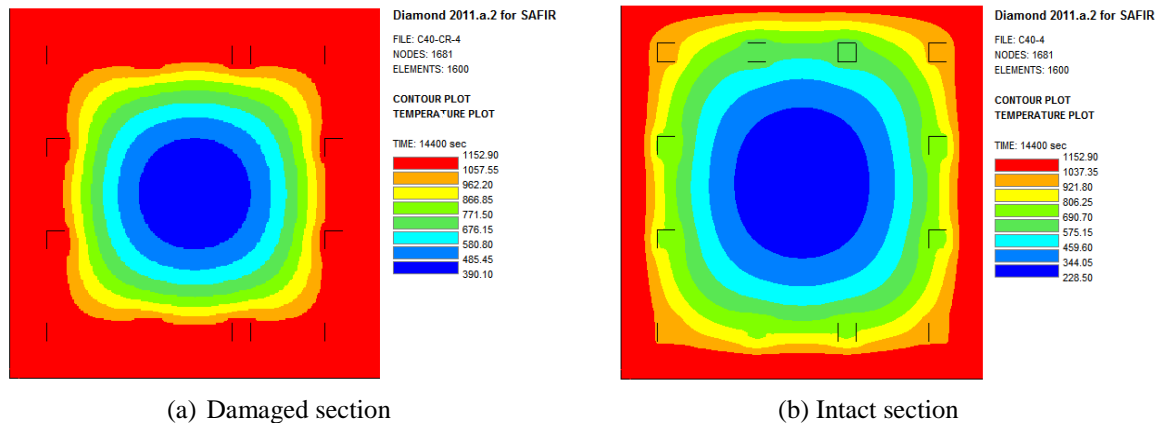 Diamond 2011.a.2 for SAFIR
FILE: C40-CR-4
NODES: 1681
ELEMENTS: 1600
CONTOUR PLOT
TEMPERATURE PLOT
TIME: 14400 sec
1152.90
1057.55
962.20
866.85
771.50
676.15
580.80
485.45
390.10
Diamond 2011.a.2 for SAFIR
FILE: C40-4
NODES: 1681
ELEMENTS: 1600
CONTOUR PLOT
TEMPERATURE PLOT
TIME: 14400 sec
1152.90
1037.35
921.80
806.25
690.70
575.15
459.60
344.05
228.50
(a) Damaged section
(b) Intact section